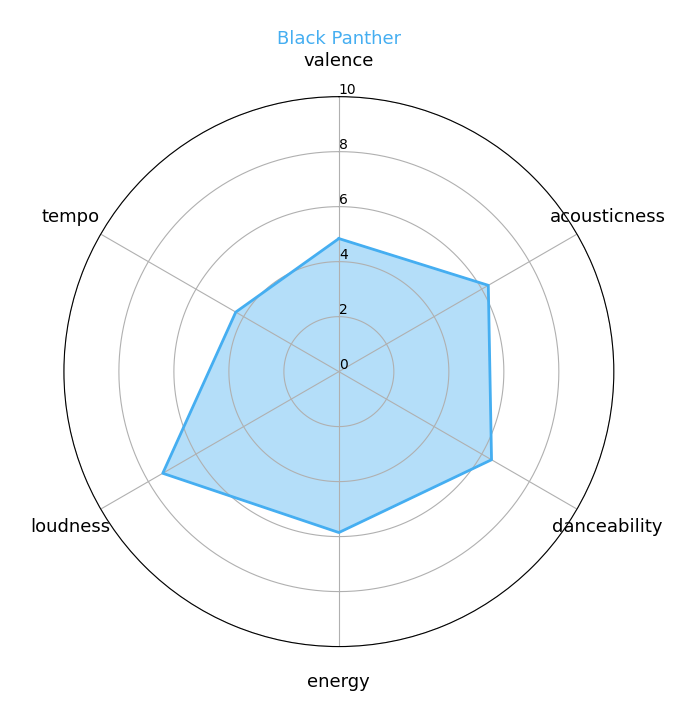 Black Panther
valence
10
8
tempo
acousticness
6
4
2
0
loudness
danceability
energy